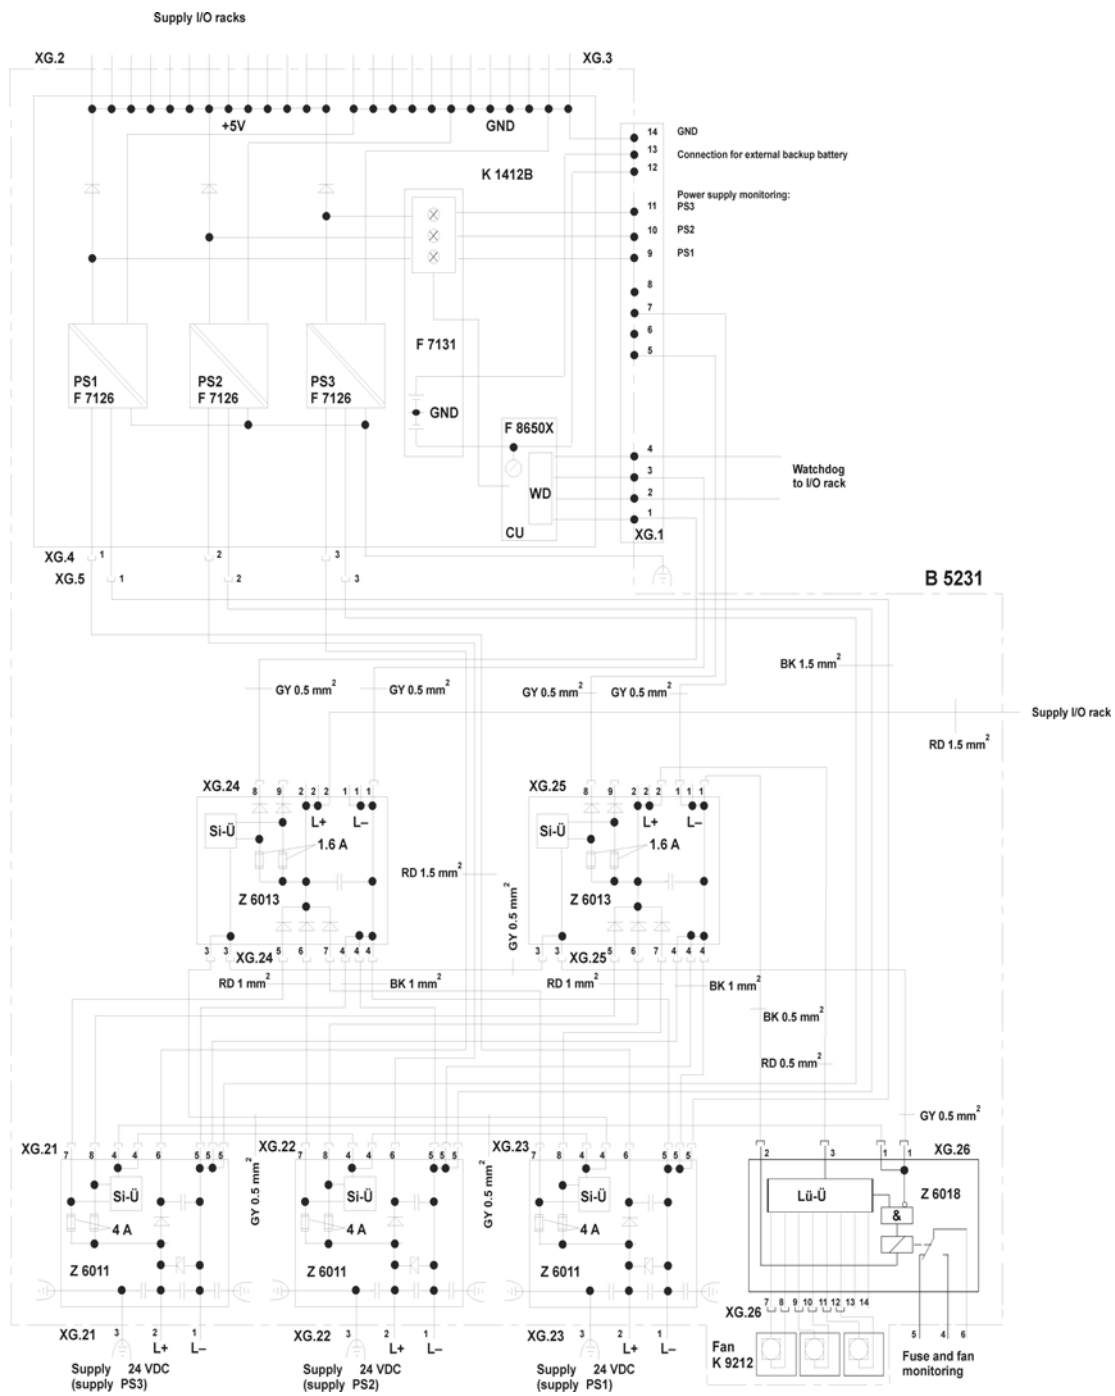 Supply I/O racks
XG.2
XG.3
+5V
GND
14 GND
13 Connection for external backup battery
12
K 1412B
Power supply monitoring:
11 PS3
10 PS2
9 PS1
8
7
6
5
F 7131
PS1
F 7126
PS2
F 7126
PS3
F 7126
GND
F 8650X
WD
CU
4
3
2
1
Watchdog
to I/O rack
XG.1
XG.4 1 2 3
XG.5 1 2 3
B 5231
BK 1.5 mm²
GY 0.5 mm²
GY 0.5 mm²
GY 0.5 mm²
GY 0.5 mm²
Supply I/O rack
RD 1.5 mm²
XG.24 8 9 2 2 2 1 1 1
XG.25 8 9 2 2 2 1 1 1
Si-Ü
L+
L–
1.6 A
Z 6013
Si-Ü
L+
L–
1.6 A
Z 6013
RD 1.5 mm²
GY 0.5 mm²
3 3 XG.24 5 6 7 4 4 4
3 3 XG.25 5 6 7 4 4 4
RD 1 mm²
BK 1 mm²
RD 1 mm²
BK 1 mm²
BK 0.5 mm²
RD 0.5 mm²
GY 0.5 mm²
XG.21 7 8 4 4 6 5 5 5
XG.22 7 8 4 4 6 5 5 5
XG.23 7 8 4 4 6 5 5 5
2 3 1 1 XG.26
GY 0.5 mm²
GY 0.5 mm²
Si-Ü
4 A
Z 6011
Si-Ü
4 A
Z 6011
Si-Ü
4 A
Z 6011
Lü-Ü
Z 6018
&
XG.26 7 8 9 10 11 12 13 14
5 4 6
XG.21 3 2 1
L+ L–
XG.22 3 2 1
L+ L–
XG.23 3 2 1
L+ L–
Supply 24 VDC
(supply PS3)
Supply 24 VDC
(supply PS2)
Supply 24 VDC
(supply PS1)
Fan
K 9212
Fuse and fan
monitoring